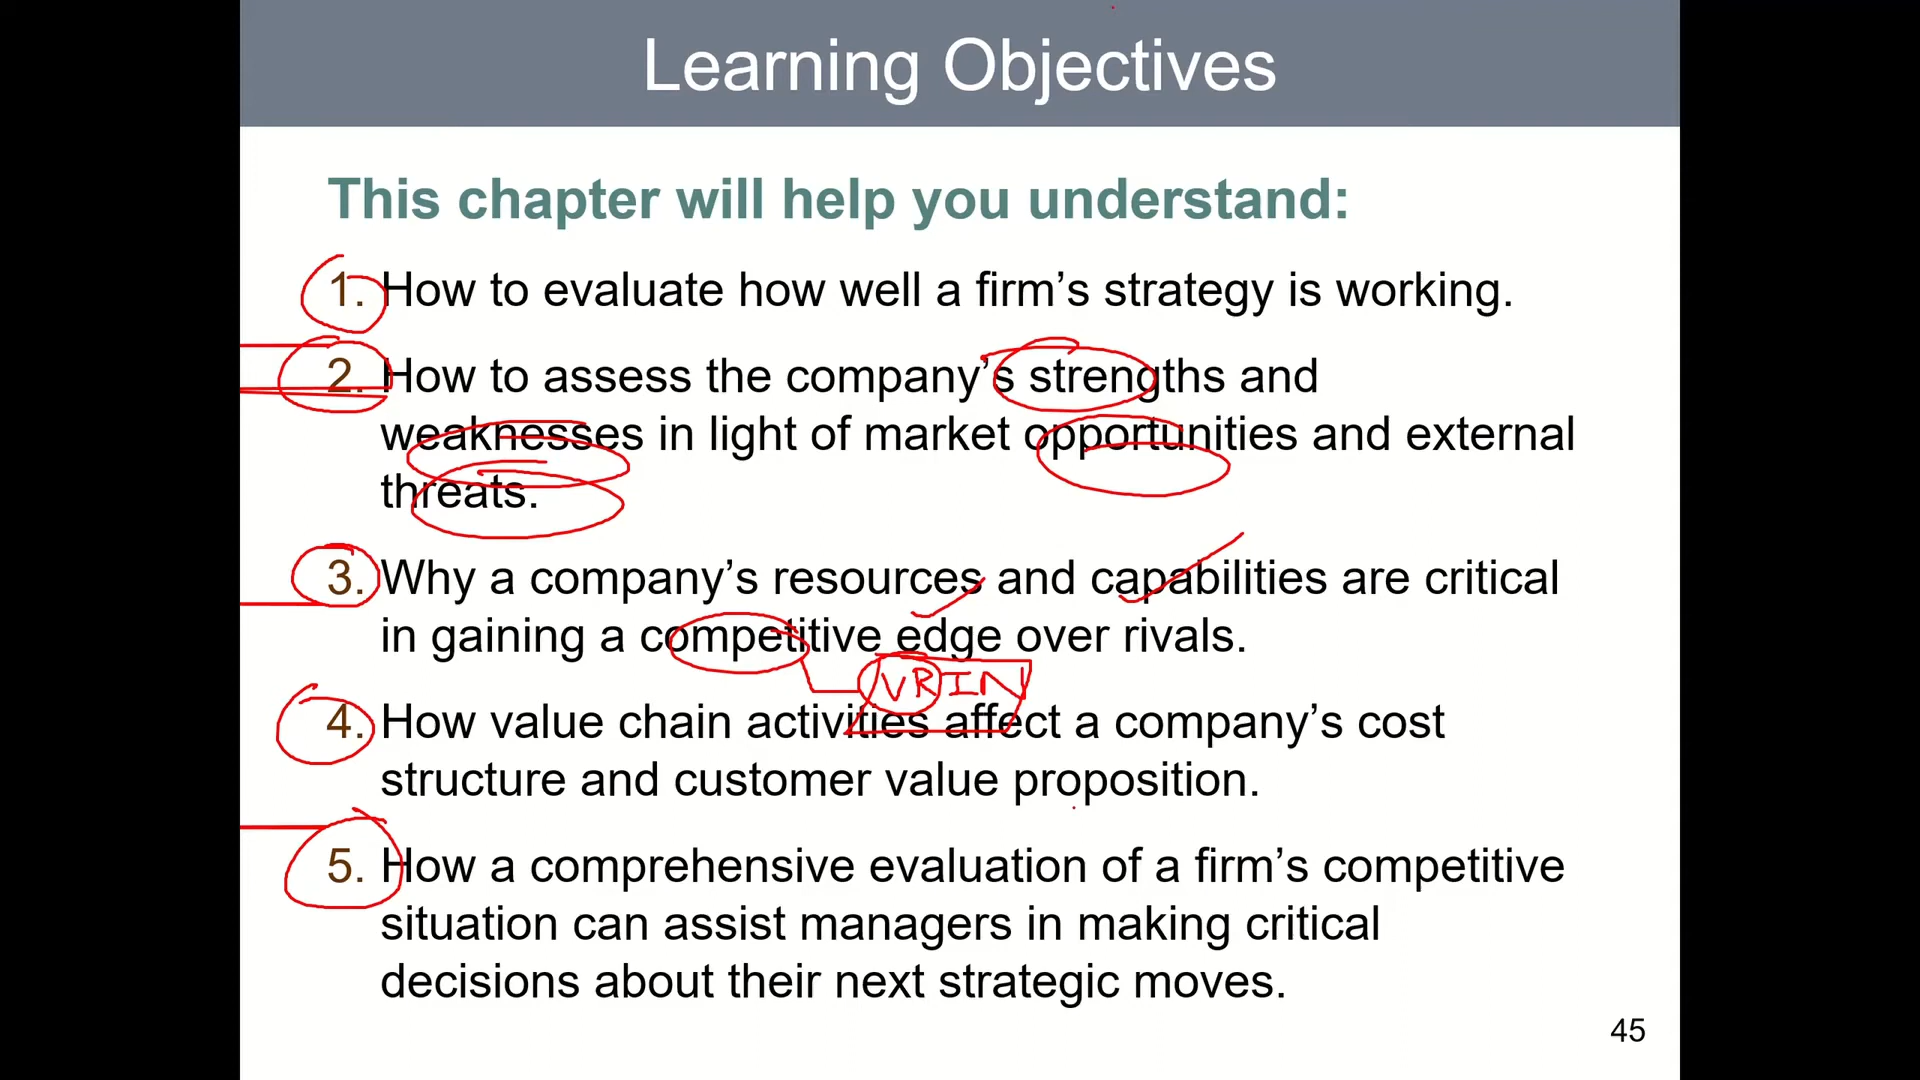 Learning Objectives
This chapter will help you understand:
1. How to evaluate how well a firm’s strategy is working.
2. How to assess the company’s strengths and
weaknesses in light of market opportunities and external
threats.
3. Why a company’s resources and capabilities are critical
in gaining a competitive edge over rivals.
VRIN
4. How value chain activities affect a company’s cost
structure and customer value proposition.
5. How a comprehensive evaluation of a firm’s competitive
situation can assist managers in making critical
decisions about their next strategic moves.
45